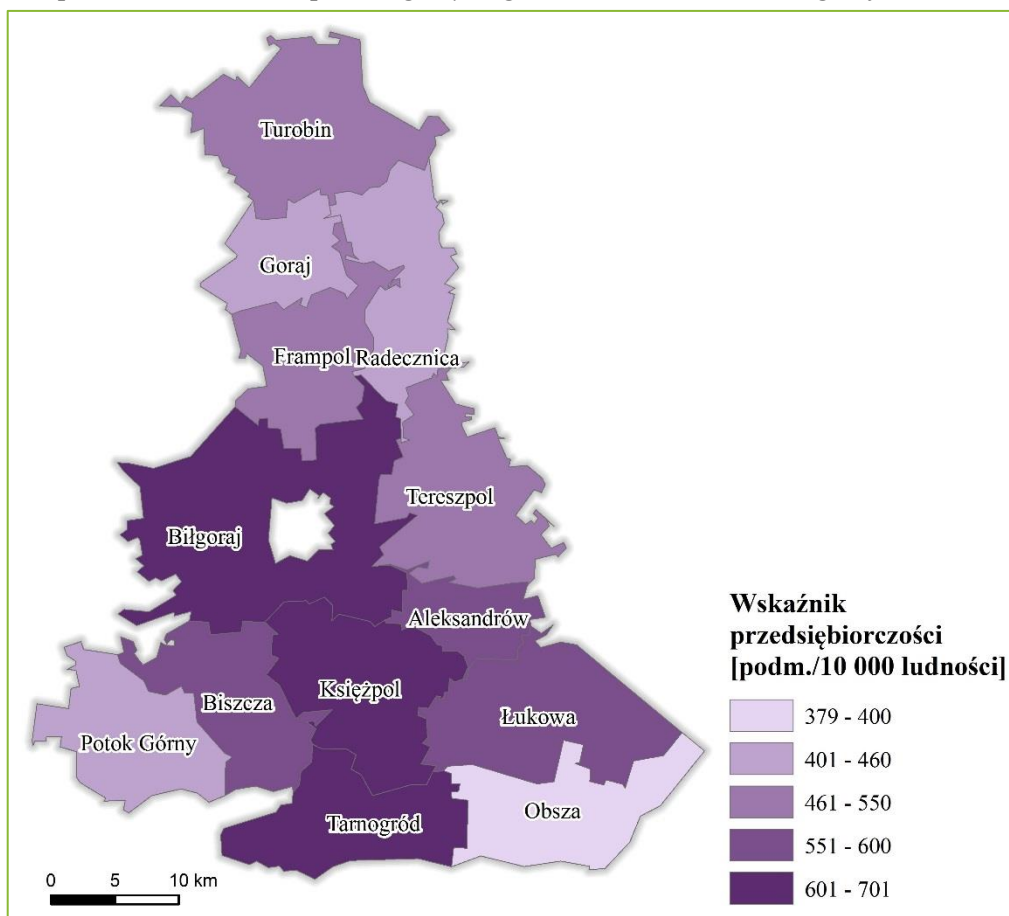 Turobin
Goraj
Frampol
Radecznica
Tereszpol
Biłgoraj
Aleksandrów
Księżpol
Biszcza
Łukowa
Potok Górny
Obsza
Tarnogród
Wskaźnik
przedsiębiorczości
[podm./10 000 ludności]
379 - 400
401 - 460
461 - 550
551 - 600
601 - 701
0 5 10 km